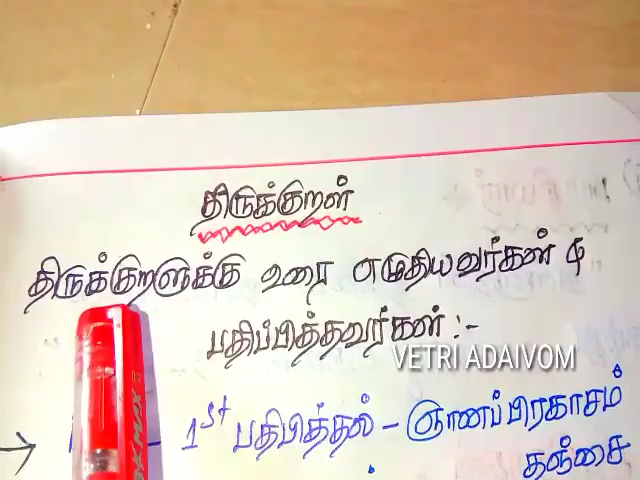 திருக்குறள்
திருக்குறளுக்கு உரை எழுதியவர்கள் &
பதிப்பித்தவர்கள் :-
VETRI ADAIVOM
→ - 1st பதிபித்தல் - ஞானப்பிரகாசம்
தஞ்சை